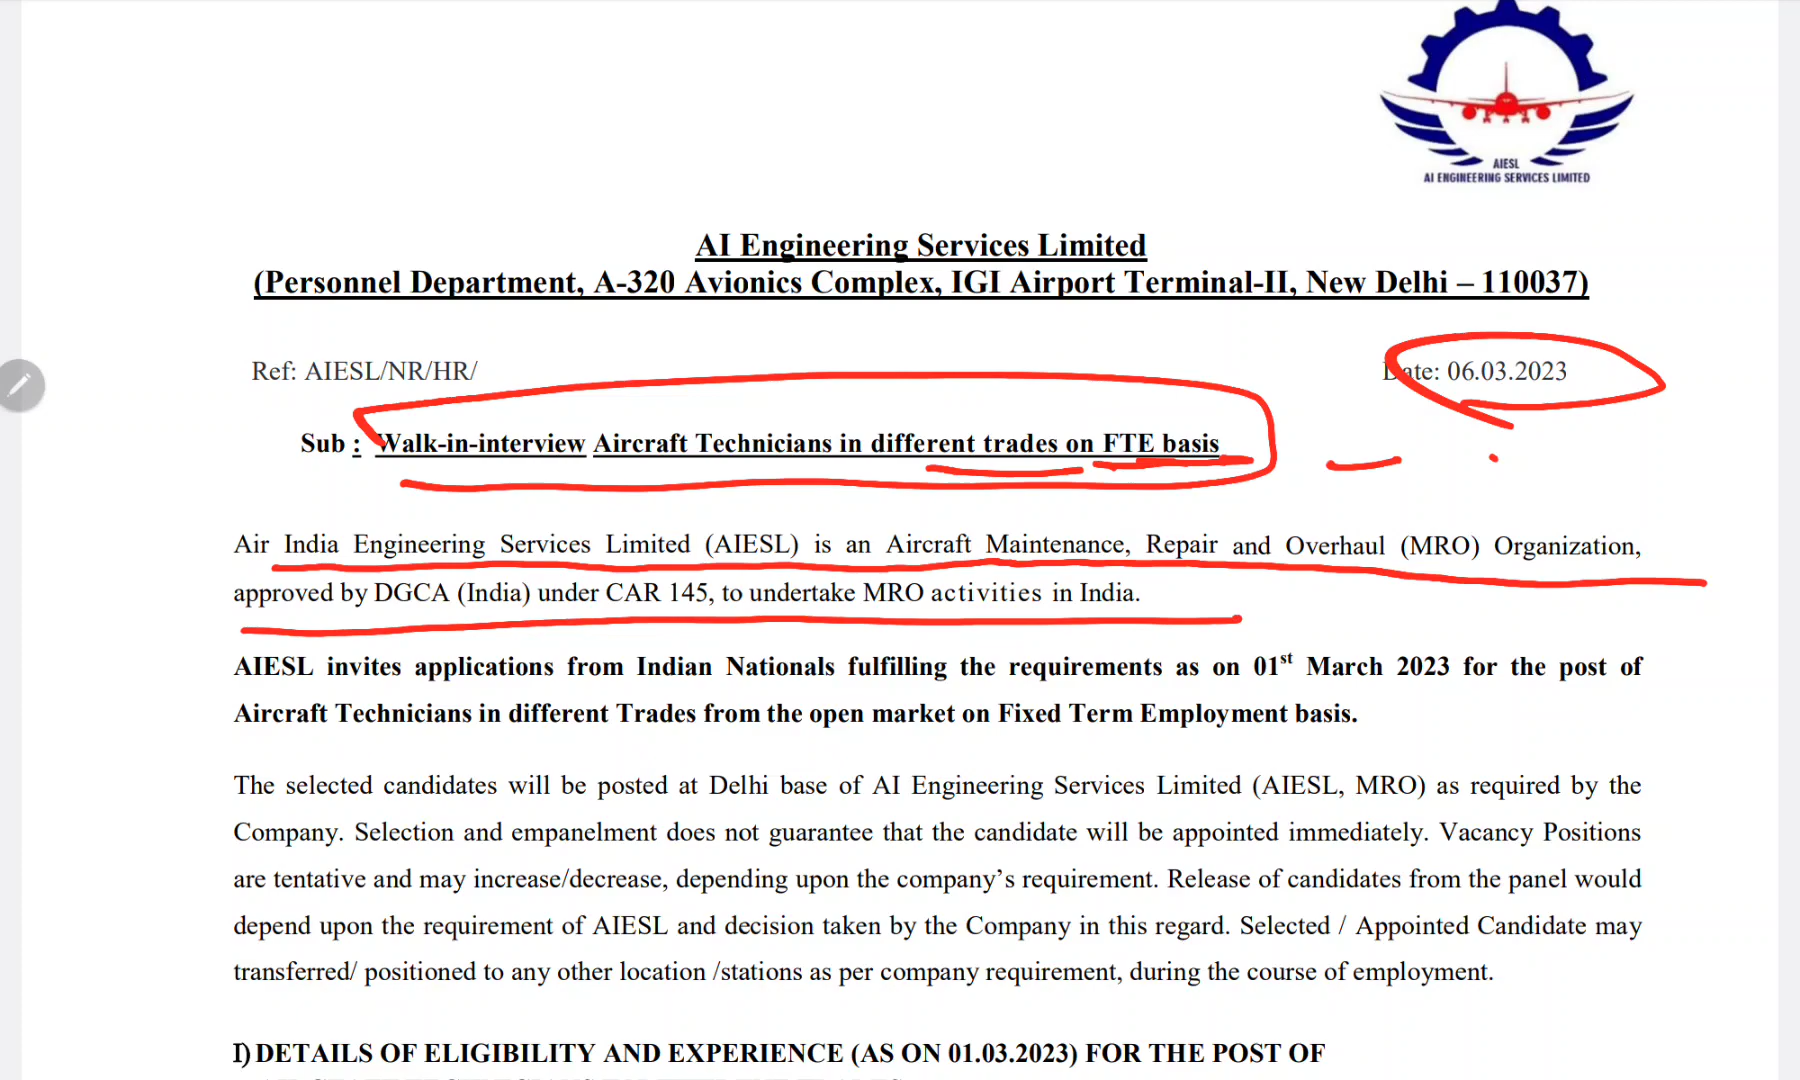 AIESL
AI ENGINEERING SERVICES LIMITED
AI Engineering Services Limited
(Personnel Department, A-320 Avionics Complex, IGI Airport Terminal-II, New Delhi – 110037)
Ref: AIESL/NR/HR/ Date: 06.03.2023
Sub : Walk-in-interview Aircraft Technicians in different trades on FTE basis
Air India Engineering Services Limited (AIESL) is an Aircraft Maintenance, Repair and Overhaul (MRO) Organization,
approved by DGCA (India) under CAR 145, to undertake MRO activities in India.
AIESL invites applications from Indian Nationals fulfilling the requirements as on 01st March 2023 for the post of
Aircraft Technicians in different Trades from the open market on Fixed Term Employment basis.
The selected candidates will be posted at Delhi base of AI Engineering Services Limited (AIESL, MRO) as required by the
Company. Selection and empanelment does not guarantee that the candidate will be appointed immediately. Vacancy Positions
are tentative and may increase/decrease, depending upon the company’s requirement. Release of candidates from the panel would
depend upon the requirement of AIESL and decision taken by the Company in this regard. Selected / Appointed Candidate may
transferred/ positioned to any other location /stations as per company requirement, during the course of employment.
I) DETAILS OF ELIGIBILITY AND EXPERIENCE (AS ON 01.03.2023) FOR THE POST OF